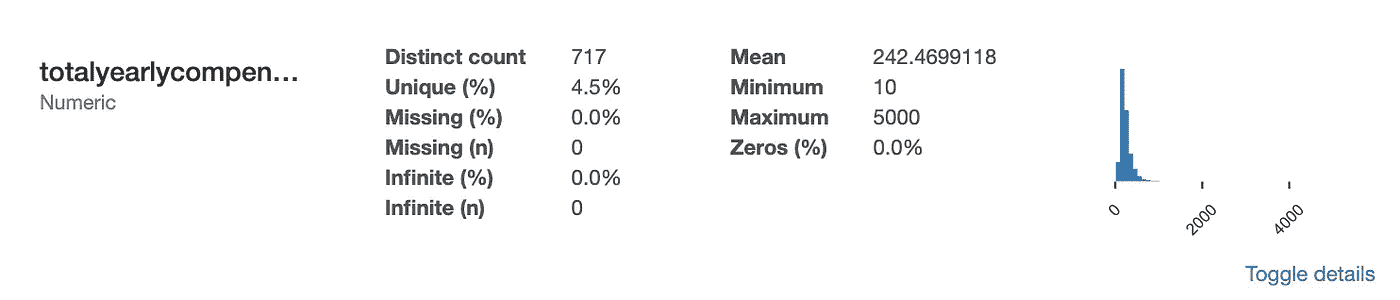 totalyearlycompen...
Numeric
Distinct count 717
Unique (%) 4.5%
Missing (%) 0.0%
Missing (n) 0
Infinite (%) 0.0%
Infinite (n) 0
Mean 242.4699118
Minimum 10
Maximum 5000
Zeros (%) 0.0%
0
2000
4000
Toggle details